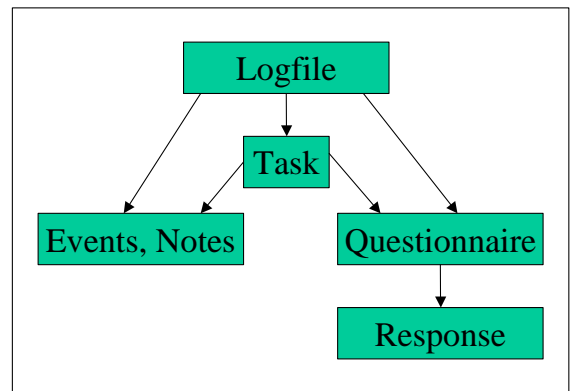 Logfile
Task
Events, Notes
Questionnaire
Response